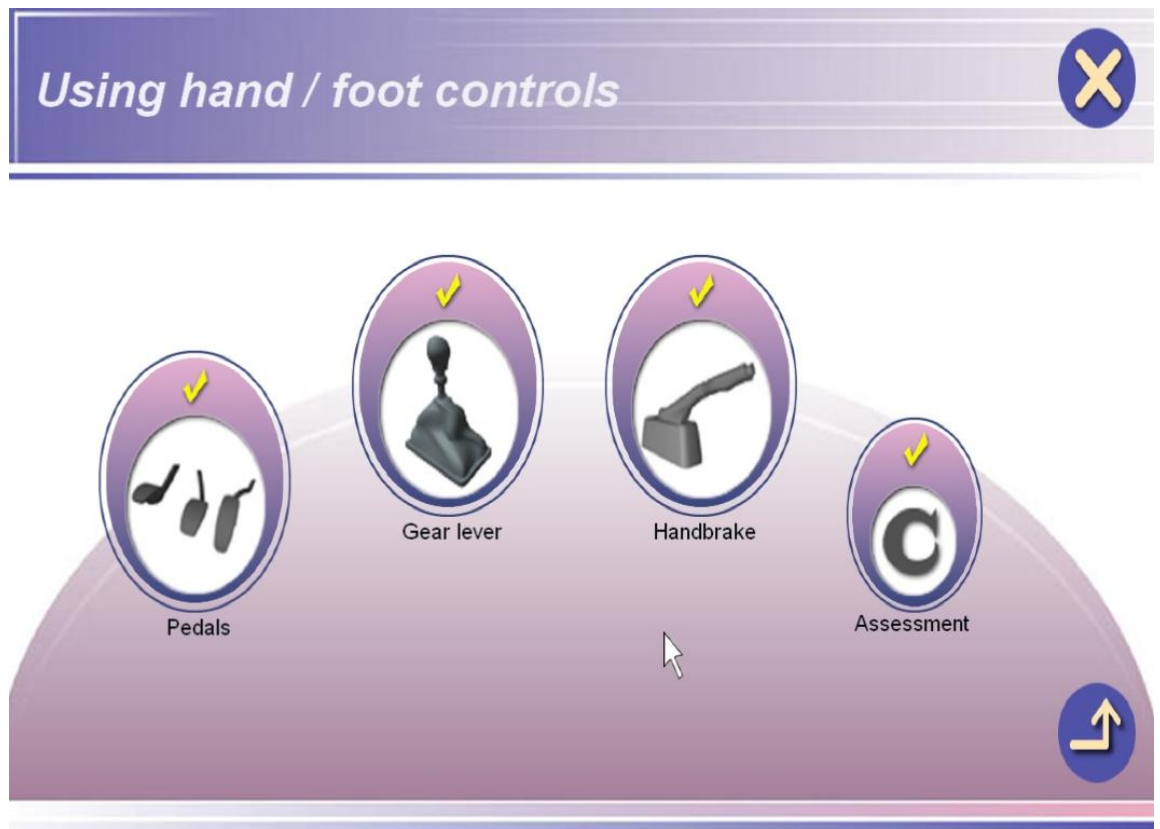 Using hand / foot controls
Gear lever
Handbrake
Pedals
C
Assessment